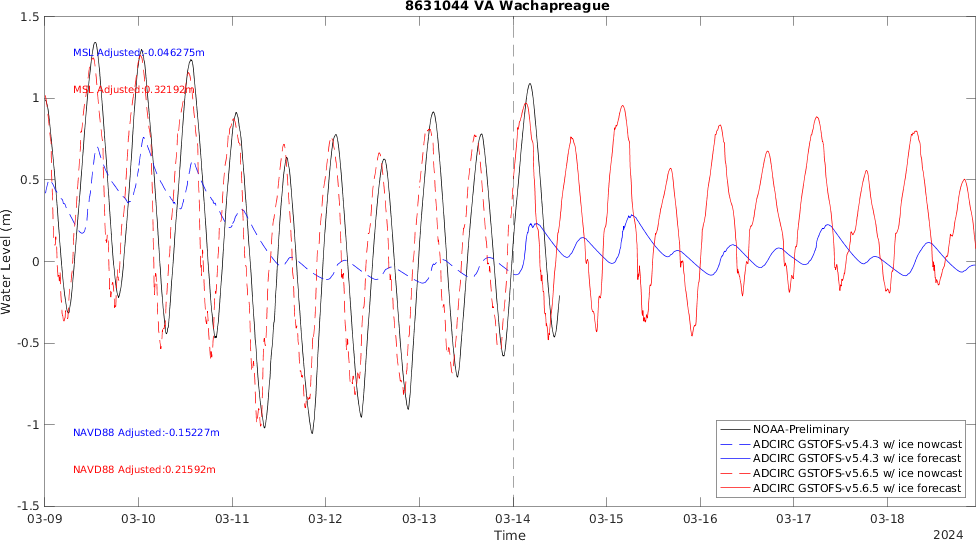 8631044 VA Wachapreague
MSL Adjusted:-0.046275m
MSL Adjusted:0.32192m
NAVD88 Adjusted:-0.15227m
NAVD88 Adjusted:0.21592m
Water Level (m)
1.5
1
0.5
0
-0.5
-1
-1.5
NOAA-Preliminary
ADCIRC GSTOFS-v5.4.3 w/ ice nowcast
ADCIRC GSTOFS-v5.4.3 w/ ice forecast
ADCIRC GSTOFS-v5.6.5 w/ ice nowcast
ADCIRC GSTOFS-v5.6.5 w/ ice forecast
03-09 03-10 03-11 03-12 03-13 03-14 03-15 03-16 03-17 03-18
Time
2024